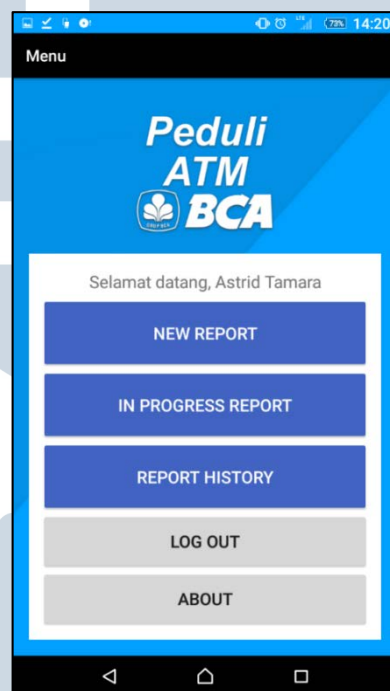 73% 14:20
Menu
Peduli
ATM
BCA
Selamat datang, Astrid Tamara
NEW REPORT
IN PROGRESS REPORT
REPORT HISTORY
LOG OUT
ABOUT